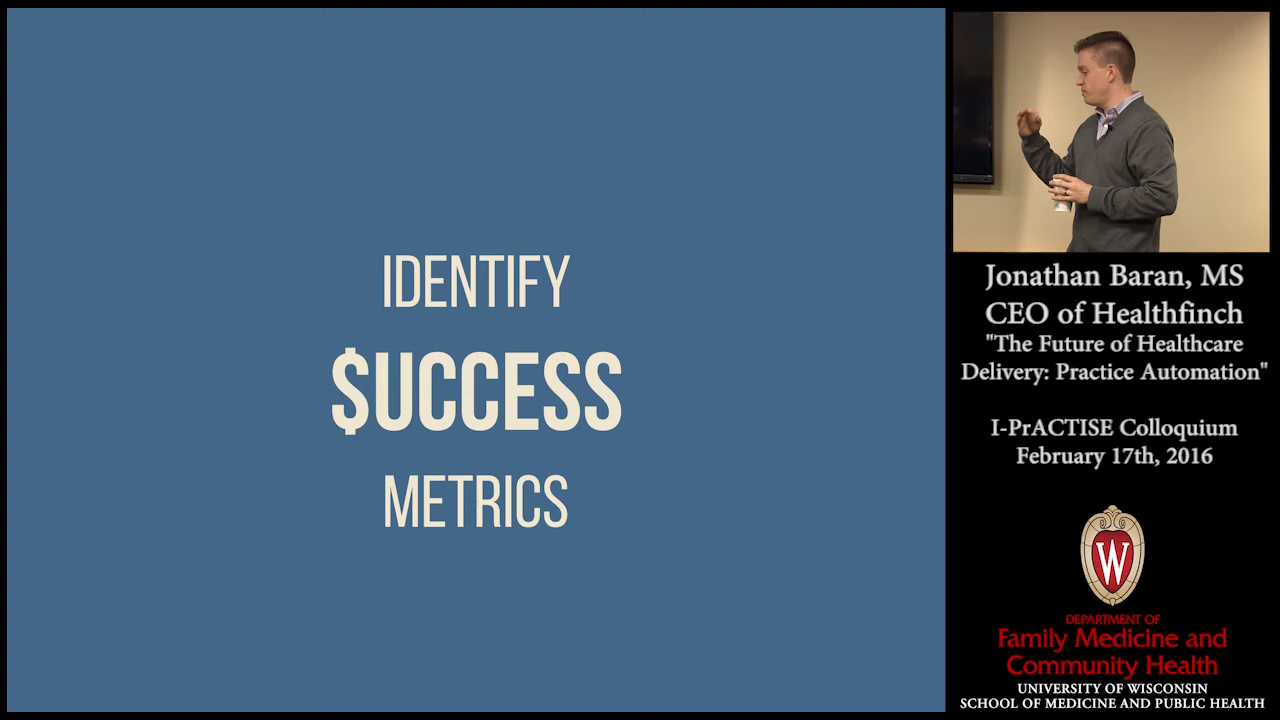 IDENTIFY
$UCCESS
METRICS
Jonathan Baran, MS
CEO of Healthfinch
"The Future of Healthcare
Delivery: Practice Automation"
I-PrACTISE Colloquium
February 17th, 2016
W
DEPARTMENT OF
Family Medicine and
Community Health
UNIVERSITY OF WISCONSIN
SCHOOL OF MEDICINE AND PUBLIC HEALTH